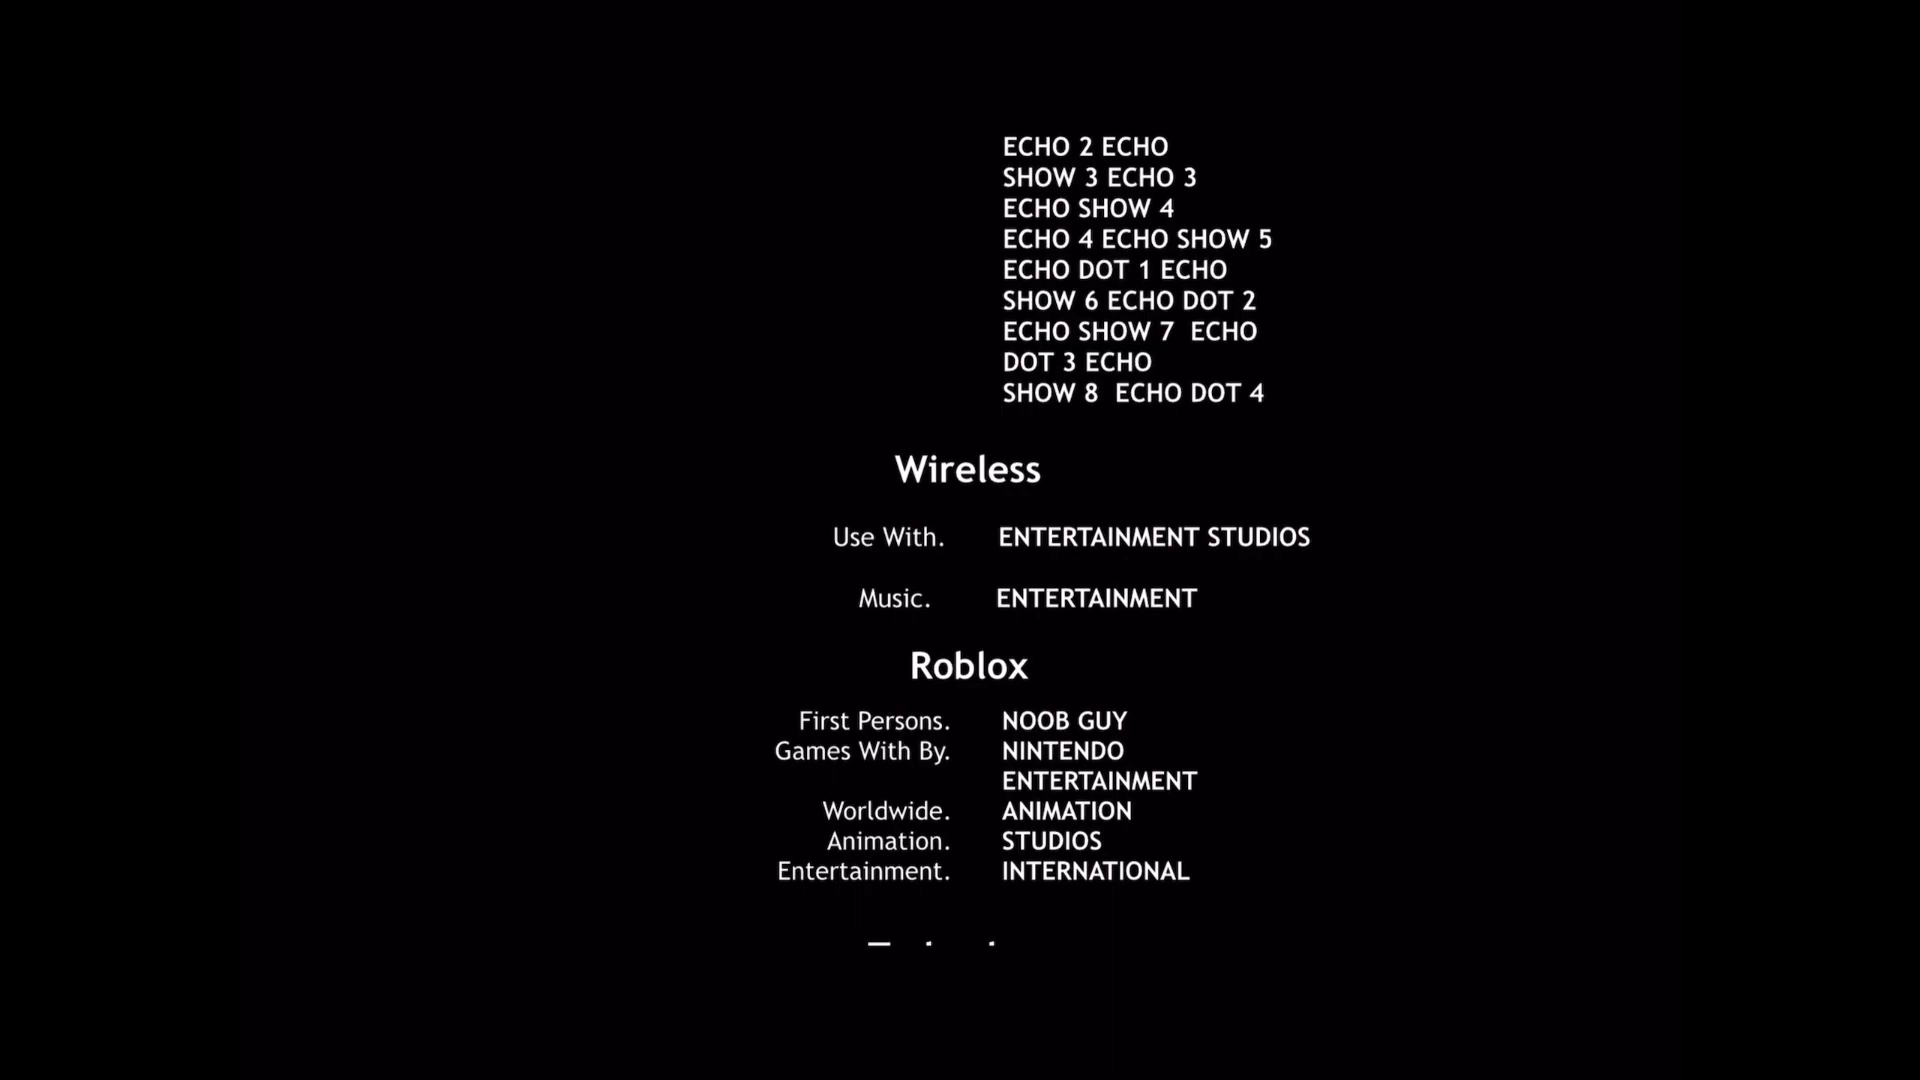 ECHO 2 ECHO
SHOW 3 ECHO 3
ECHO SHOW 4
ECHO 4 ECHO SHOW 5
ECHO DOT 1 ECHO
SHOW 6 ECHO DOT 2
ECHO SHOW 7  ECHO
DOT 3 ECHO
SHOW 8  ECHO DOT 4
Wireless
Use With. ENTERTAINMENT STUDIOS
Music. ENTERTAINMENT
Roblox
First Persons. NOOB GUY
Games With By. NINTENDO
ENTERTAINMENT
Worldwide. ANIMATION
Animation. STUDIOS
Entertainment. INTERNATIONAL